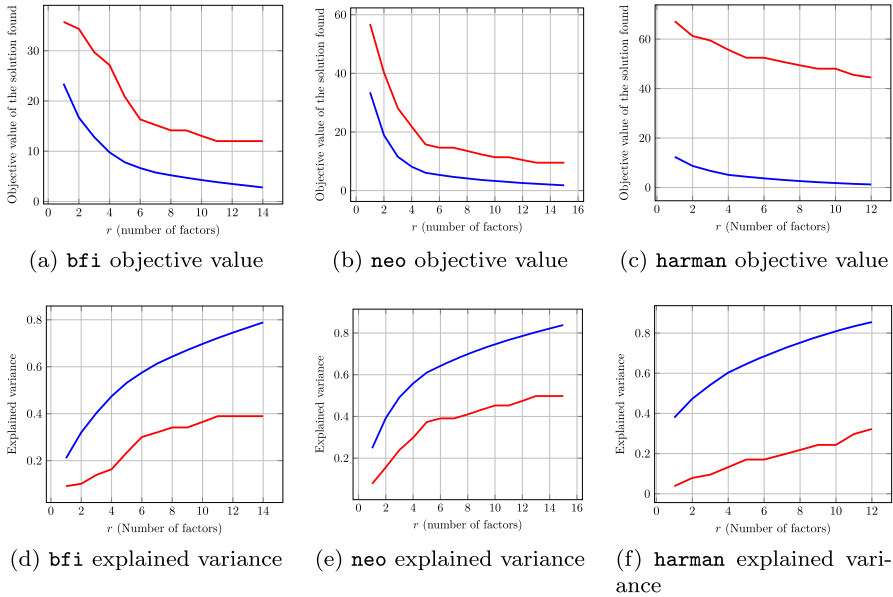 Objective value of the solution found
30
20
10
0
0 2 4 6 8 10 12 14
r (number of factors)
(a) bfi objective value
Objective value of the solution found
60
40
20
0
0 2 4 6 8 10 12 14 16
r (number of factors)
(b) neo objective value
Objective value of the solution found
60
40
20
0
0 2 4 6 8 10 12
r (Number of factors)
(c) harman objective value
Explained variance
0.8
0.6
0.4
0.2
0 2 4 6 8 10 12 14
r (Number of factors)
(d) bfi explained variance
Explained variance
0.8
0.6
0.4
0.2
0 2 4 6 8 10 12 14 16
r (number of factors)
(e) neo explained variance
Explained variance
0.8
0.6
0.4
0.2
0
0 2 4 6 8 10 12
r (Number of factors)
(f) harman explained vari-
ance